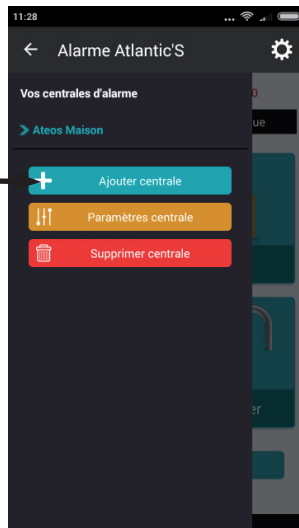 11:28
Alarme Atlantic'S
Vos centrales d'alarme
Ateos Maison
Ajouter centrale
Paramètres centrale
Supprimer centrale